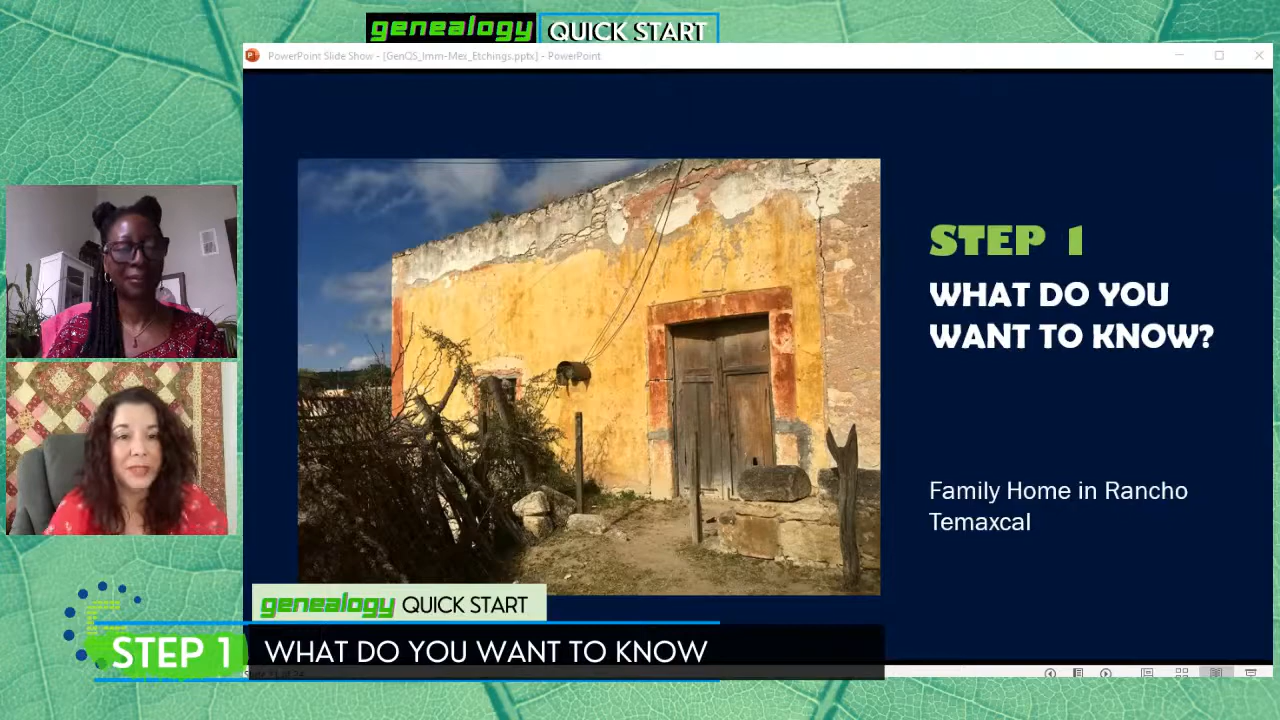 genealogy QUICK START
PowerPoint Slide Show - [GenQS_Imm-Mex_Etchings.pptx] - PowerPoint
STEP 1
WHAT DO YOU
WANT TO KNOW?
Family Home in Rancho
Temaxcal
genealogy QUICK START
STEP 1 WHAT DO YOU WANT TO KNOW